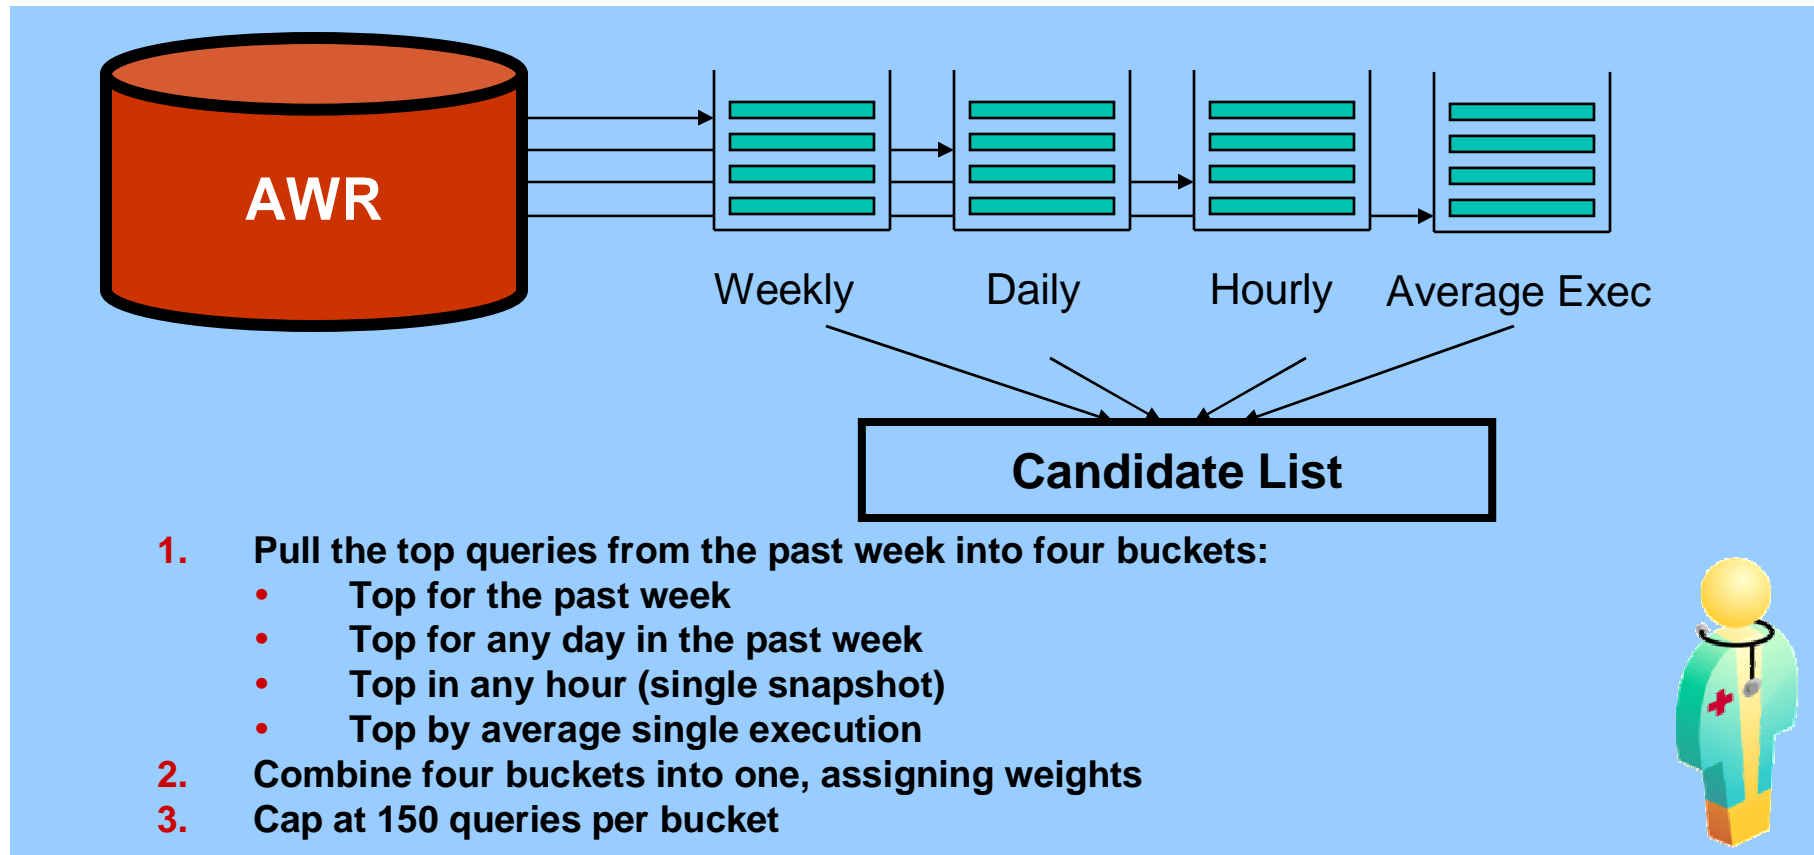 AWR
Weekly
Daily
Hourly
Average Exec
Candidate List
1. Pull the top queries from the past week into four buckets:
• Top for the past week
• Top for any day in the past week
• Top in any hour (single snapshot)
• Top by average single execution
2. Combine four buckets into one, assigning weights
3. Cap at 150 queries per bucket